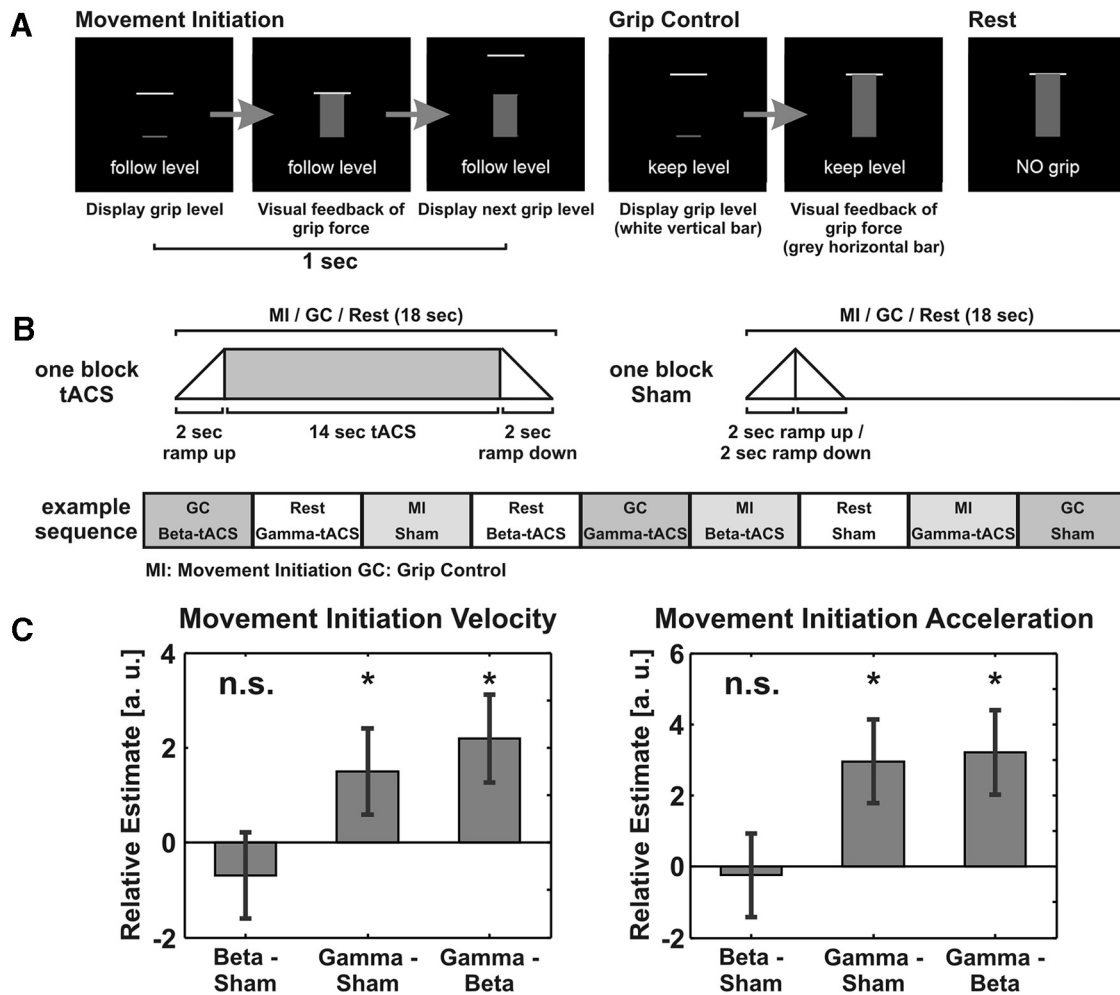 A
Movement Initiation
Grip Control
Rest
follow level
follow level
follow level
keep level
keep level
NO grip
Display grip level
Visual feedback of
grip force
Display next grip level
Display grip level
(white vertical bar)
Visual feedback of
grip force
(grey horizontal bar)
1 sec
B
MI / GC / Rest (18 sec)
one block
tACS
2 sec
ramp up
14 sec tACS
2 sec
ramp down
MI / GC / Rest (18 sec)
one block
Sham
2 sec ramp up /
2 sec ramp down
example
sequence
GC
Beta-tACS
Rest
Gamma-tACS
MI
Sham
Rest
Beta-tACS
GC
Gamma-tACS
MI
Beta-tACS
Rest
Sham
MI
Gamma-tACS
GC
Sham
MI: Movement Initiation GC: Grip Control
C
Movement Initiation Velocity
Relative Estimate [a. u.]
4
2
0
-2
n.s.
*
*
Beta -
Sham
Gamma -
Sham
Gamma -
Beta
Movement Initiation Acceleration
Relative Estimate [a. u.]
6
4
2
0
-2
n.s.
*
*
Beta -
Sham
Gamma -
Sham
Gamma -
Beta